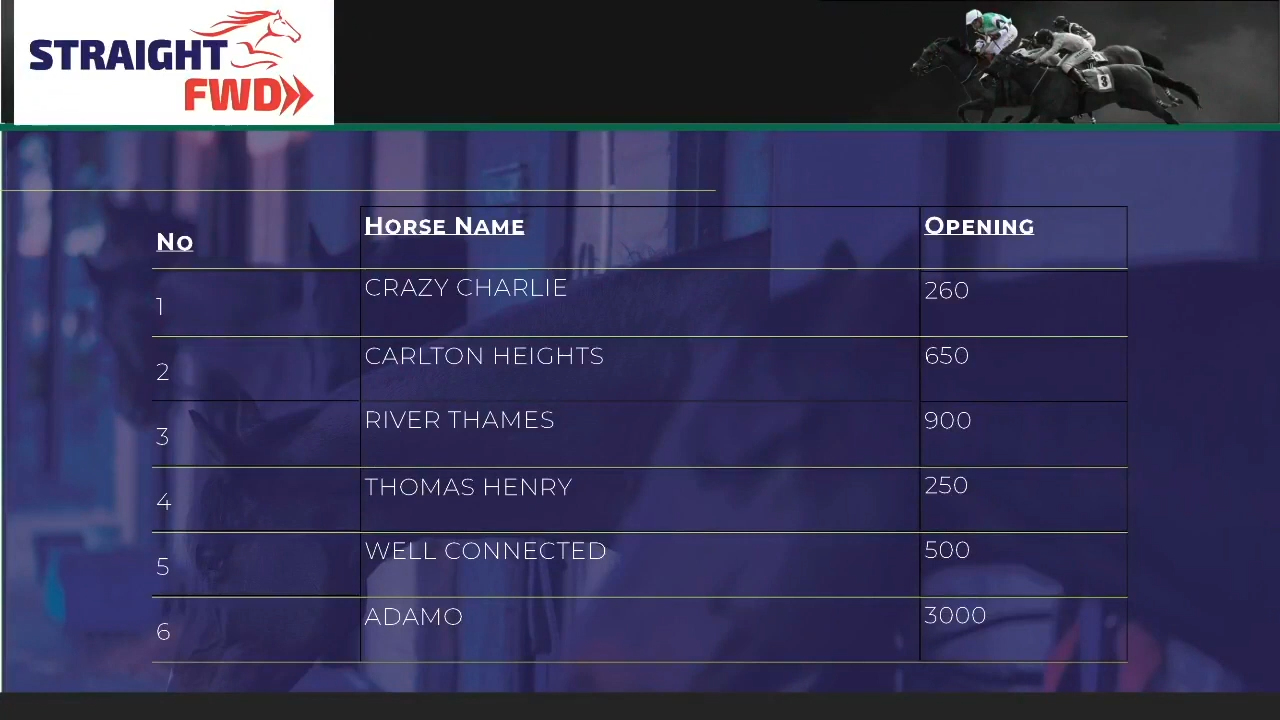 STRAIGHT
FWD
3
No Horse Name Opening
1 CRAZY CHARLIE 260
2 CARLTON HEIGHTS 650
3 RIVER THAMES 900
4 THOMAS HENRY 250
5 WELL CONNECTED 500
6 ADAMO 3000